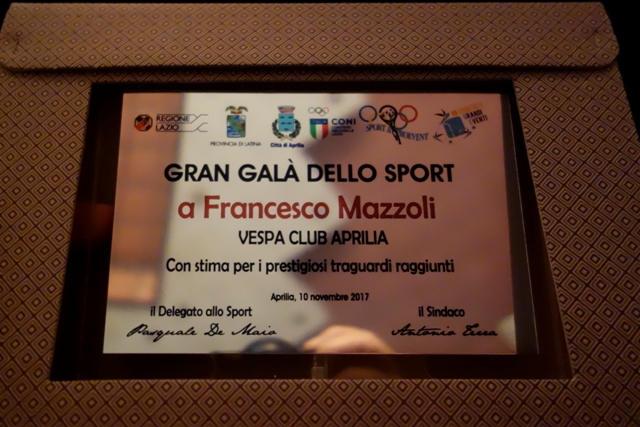 REGIONE
LAZIO
PROVINCIA DI LATINA
Città di Aprilia
CONI
GRANDI
EVENTI
GRAN GALÀ DELLO SPORT
a Francesco Mazzoli
VESPA CLUB APRILIA
Con stima per i prestigiosi traguardi raggiunti
Aprilia, 10 novembre 2017
il Delegato allo Sport
il Sindaco
Pasquale De Maio
Antonio Terra